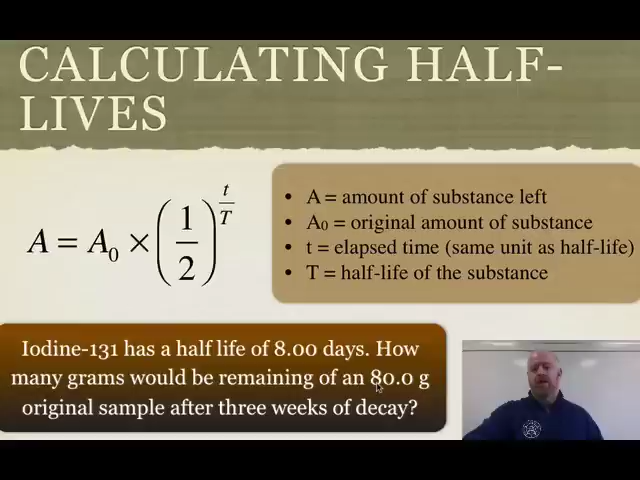 CALCULATING HALF-
LIVES
A = A₀ × (1/2)^(t/T)
• A = amount of substance left
• A₀ = original amount of substance
• t = elapsed time (same unit as half-life)
• T = half-life of the substance
Iodine-131 has a half life of 8.00 days. How
many grams would be remaining of an 80.0 g
original sample after three weeks of decay?